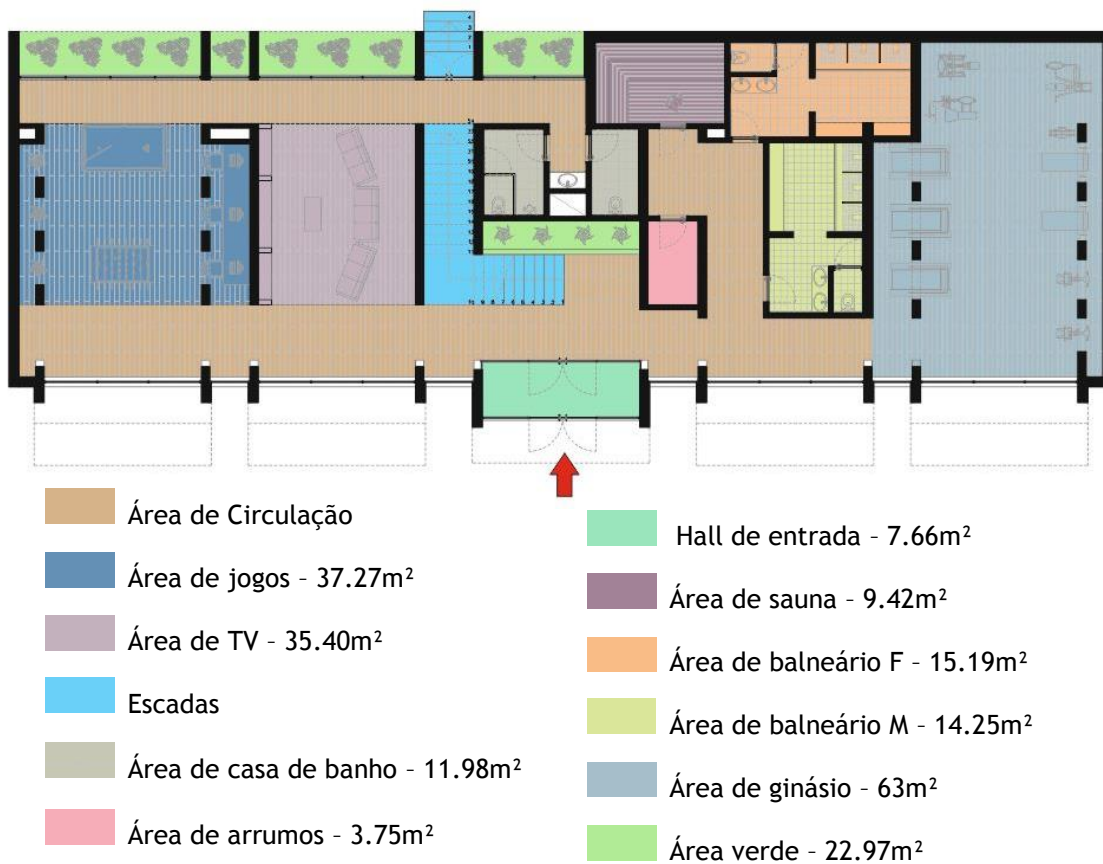 Área de Circulação
Área de jogos – 37.27m²
Área de TV – 35.40m²
Escadas
Área de casa de banho – 11.98m²
Área de arrumos – 3.75m²
Hall de entrada – 7.66m²
Área de sauna – 9.42m²
Área de balneário F – 15.19m²
Área de balneário M – 14.25m²
Área de ginásio – 63m²
Área verde – 22.97m²